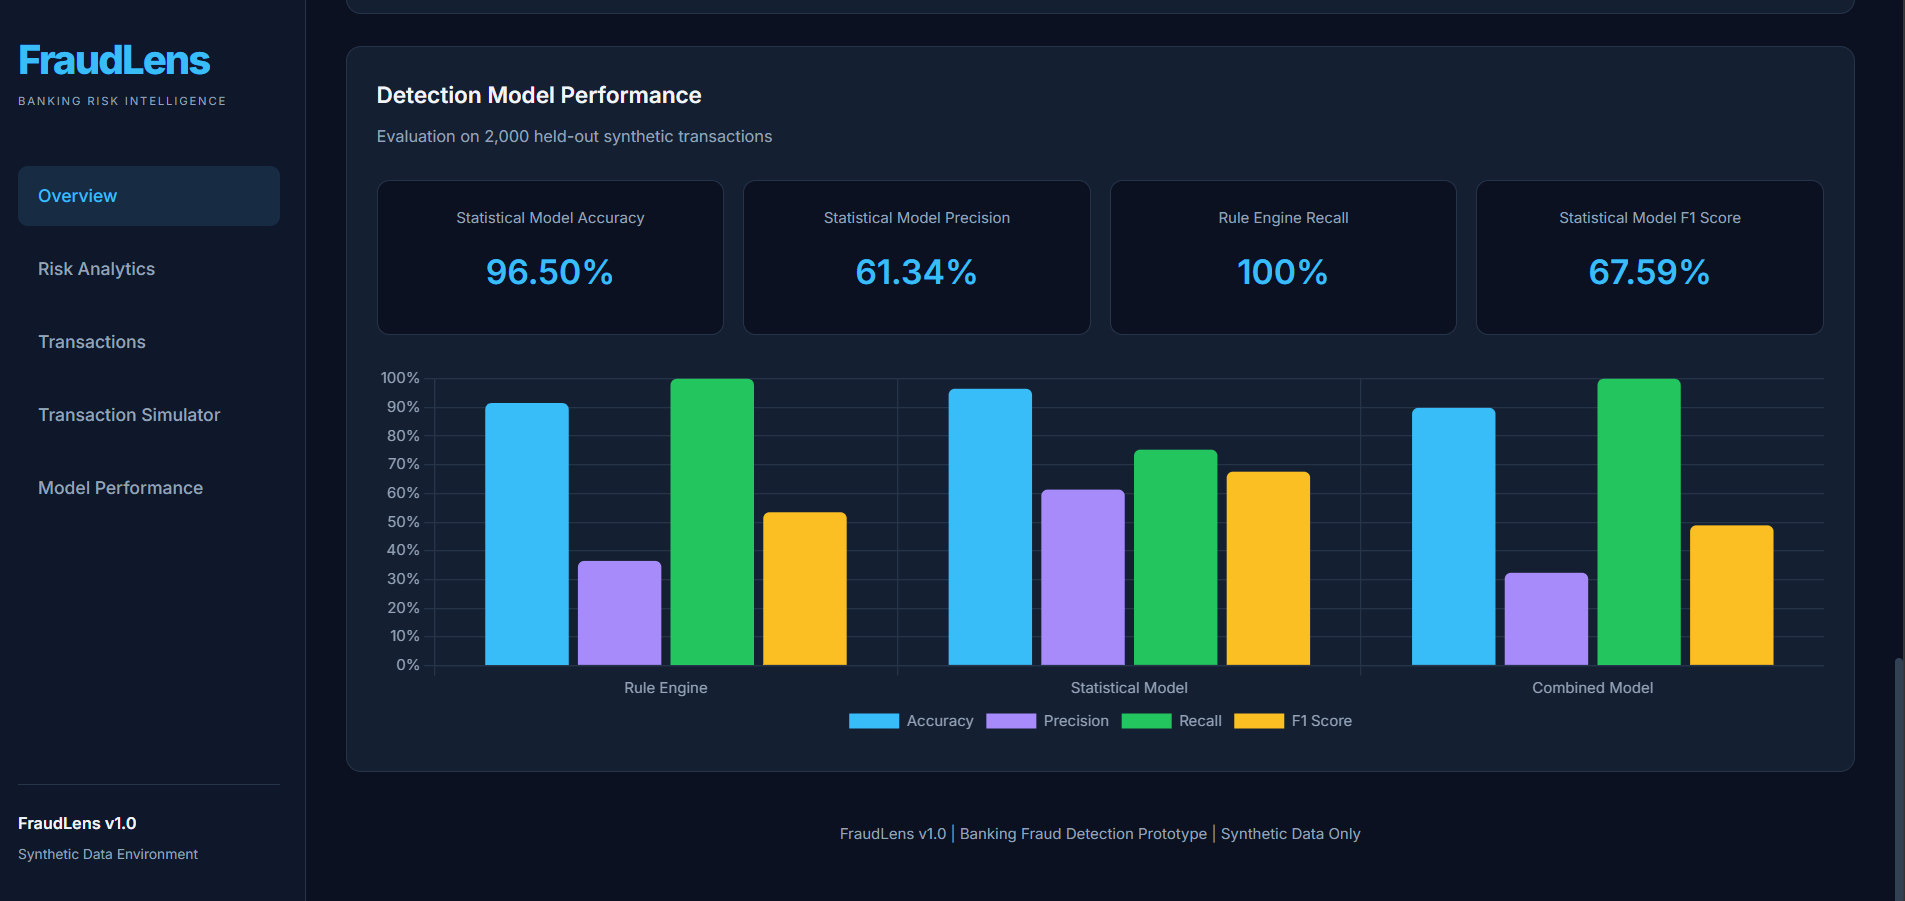 FraudLens
BANKING RISK INTELLIGENCE
Overview
Risk Analytics
Transactions
Transaction Simulator
Model Performance
FraudLens v1.0
Synthetic Data Environment
Detection Model Performance
Evaluation on 2,000 held-out synthetic transactions
Statistical Model Accuracy
96.50%
Statistical Model Precision
61.34%
Rule Engine Recall
100%
Statistical Model F1 Score
67.59%
100%
90%
80%
70%
60%
50%
40%
30%
20%
10%
0%
Rule Engine
Statistical Model
Combined Model
Accuracy
Precision
Recall
F1 Score
FraudLens v1.0 | Banking Fraud Detection Prototype | Synthetic Data Only